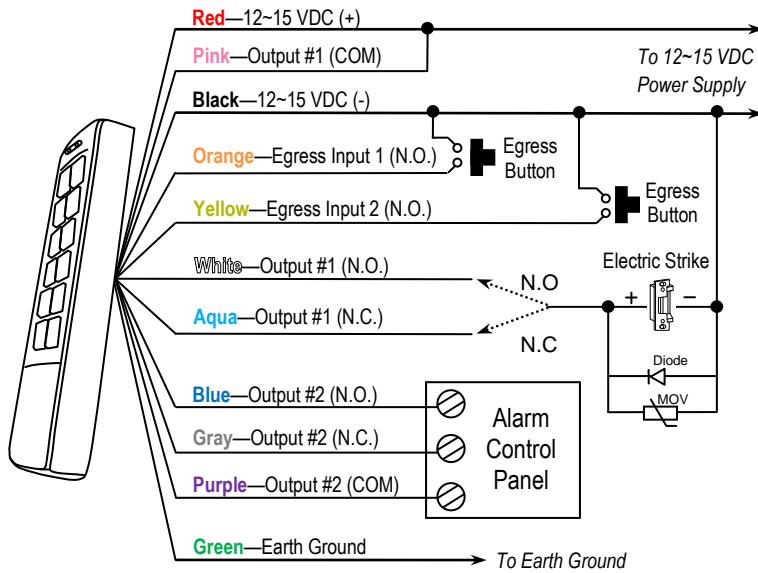 Red—12~15 VDC (+)
Pink—Output #1 (COM)
To 12~15 VDC
Power Supply
Black—12~15 VDC (-)
Orange—Egress Input 1 (N.O.)
Egress
Button
Yellow—Egress Input 2 (N.O.)
Egress
Button
White—Output #1 (N.O.)
N.O
Electric Strike
+ −
Aqua—Output #1 (N.C.)
N.C
Diode
MOV
Blue—Output #2 (N.O.)
Gray—Output #2 (N.C.)
Purple—Output #2 (COM)
Alarm
Control
Panel
Green—Earth Ground
To Earth Ground